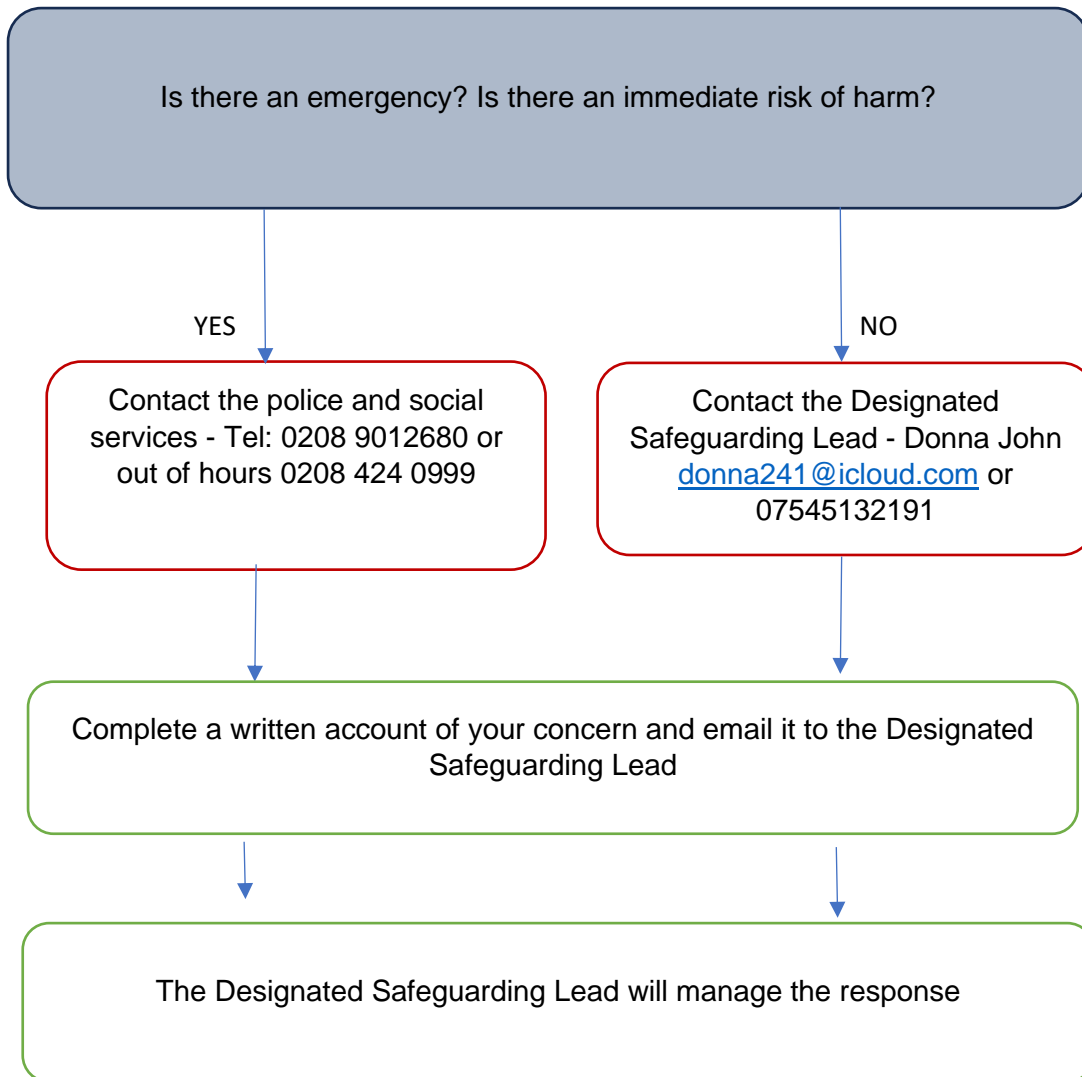 Is there an emergency? Is there an immediate risk of harm?
YES
NO
Contact the police and social
services - Tel: 0208 9012680 or
out of hours 0208 424 0999
Contact the Designated
Safeguarding Lead - Donna John
donna241@icloud.com or
07545132191
Complete a written account of your concern and email it to the Designated
Safeguarding Lead
The Designated Safeguarding Lead will manage the response